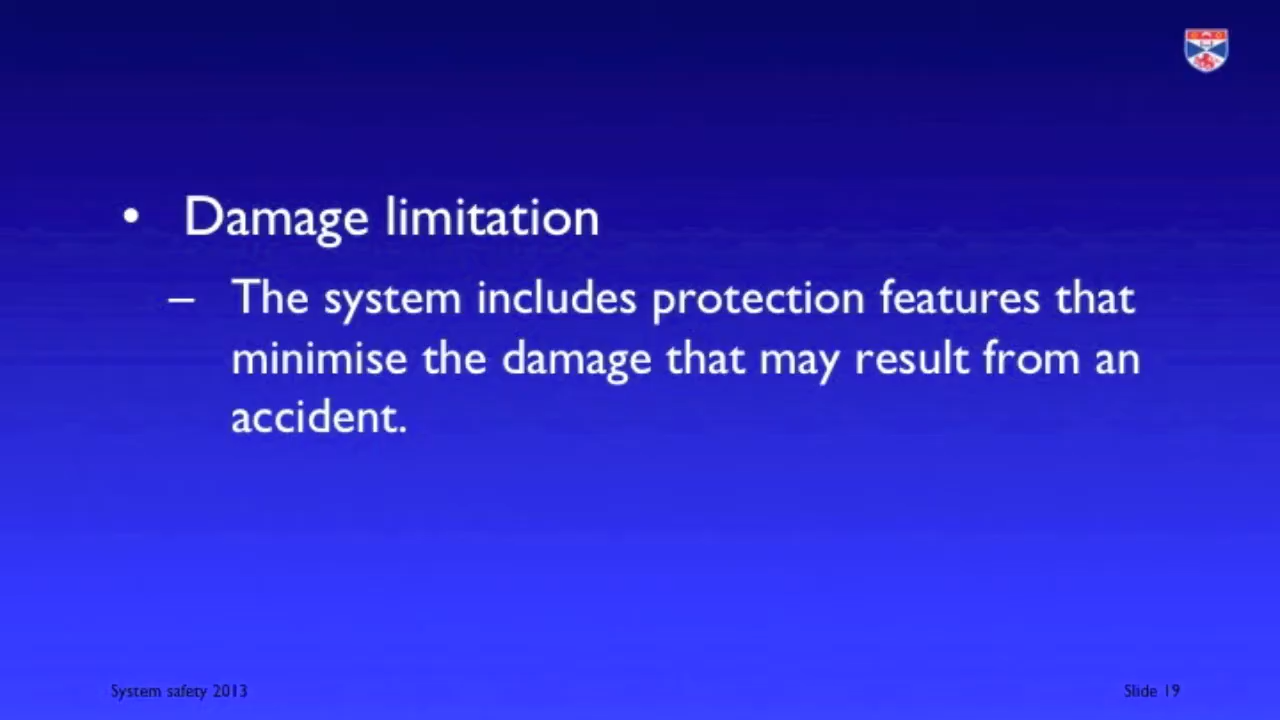 • Damage limitation
– The system includes protection features that
minimise the damage that may result from an
accident.
System safety 2013
Slide 19